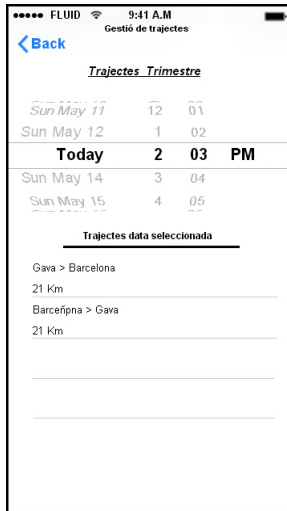 FLUID 9:41 A.M
Gestió de trajectes
Back
Trajectes Trimestre
Sun May 11 12 01
Sun May 12 1 02
Today 2 03 PM
Sun May 14 3 04
Sun May 15 4 05
Trajectes data seleccionada
Gava > Barcelona
21 Km
Barceñpna > Gava
21 Km